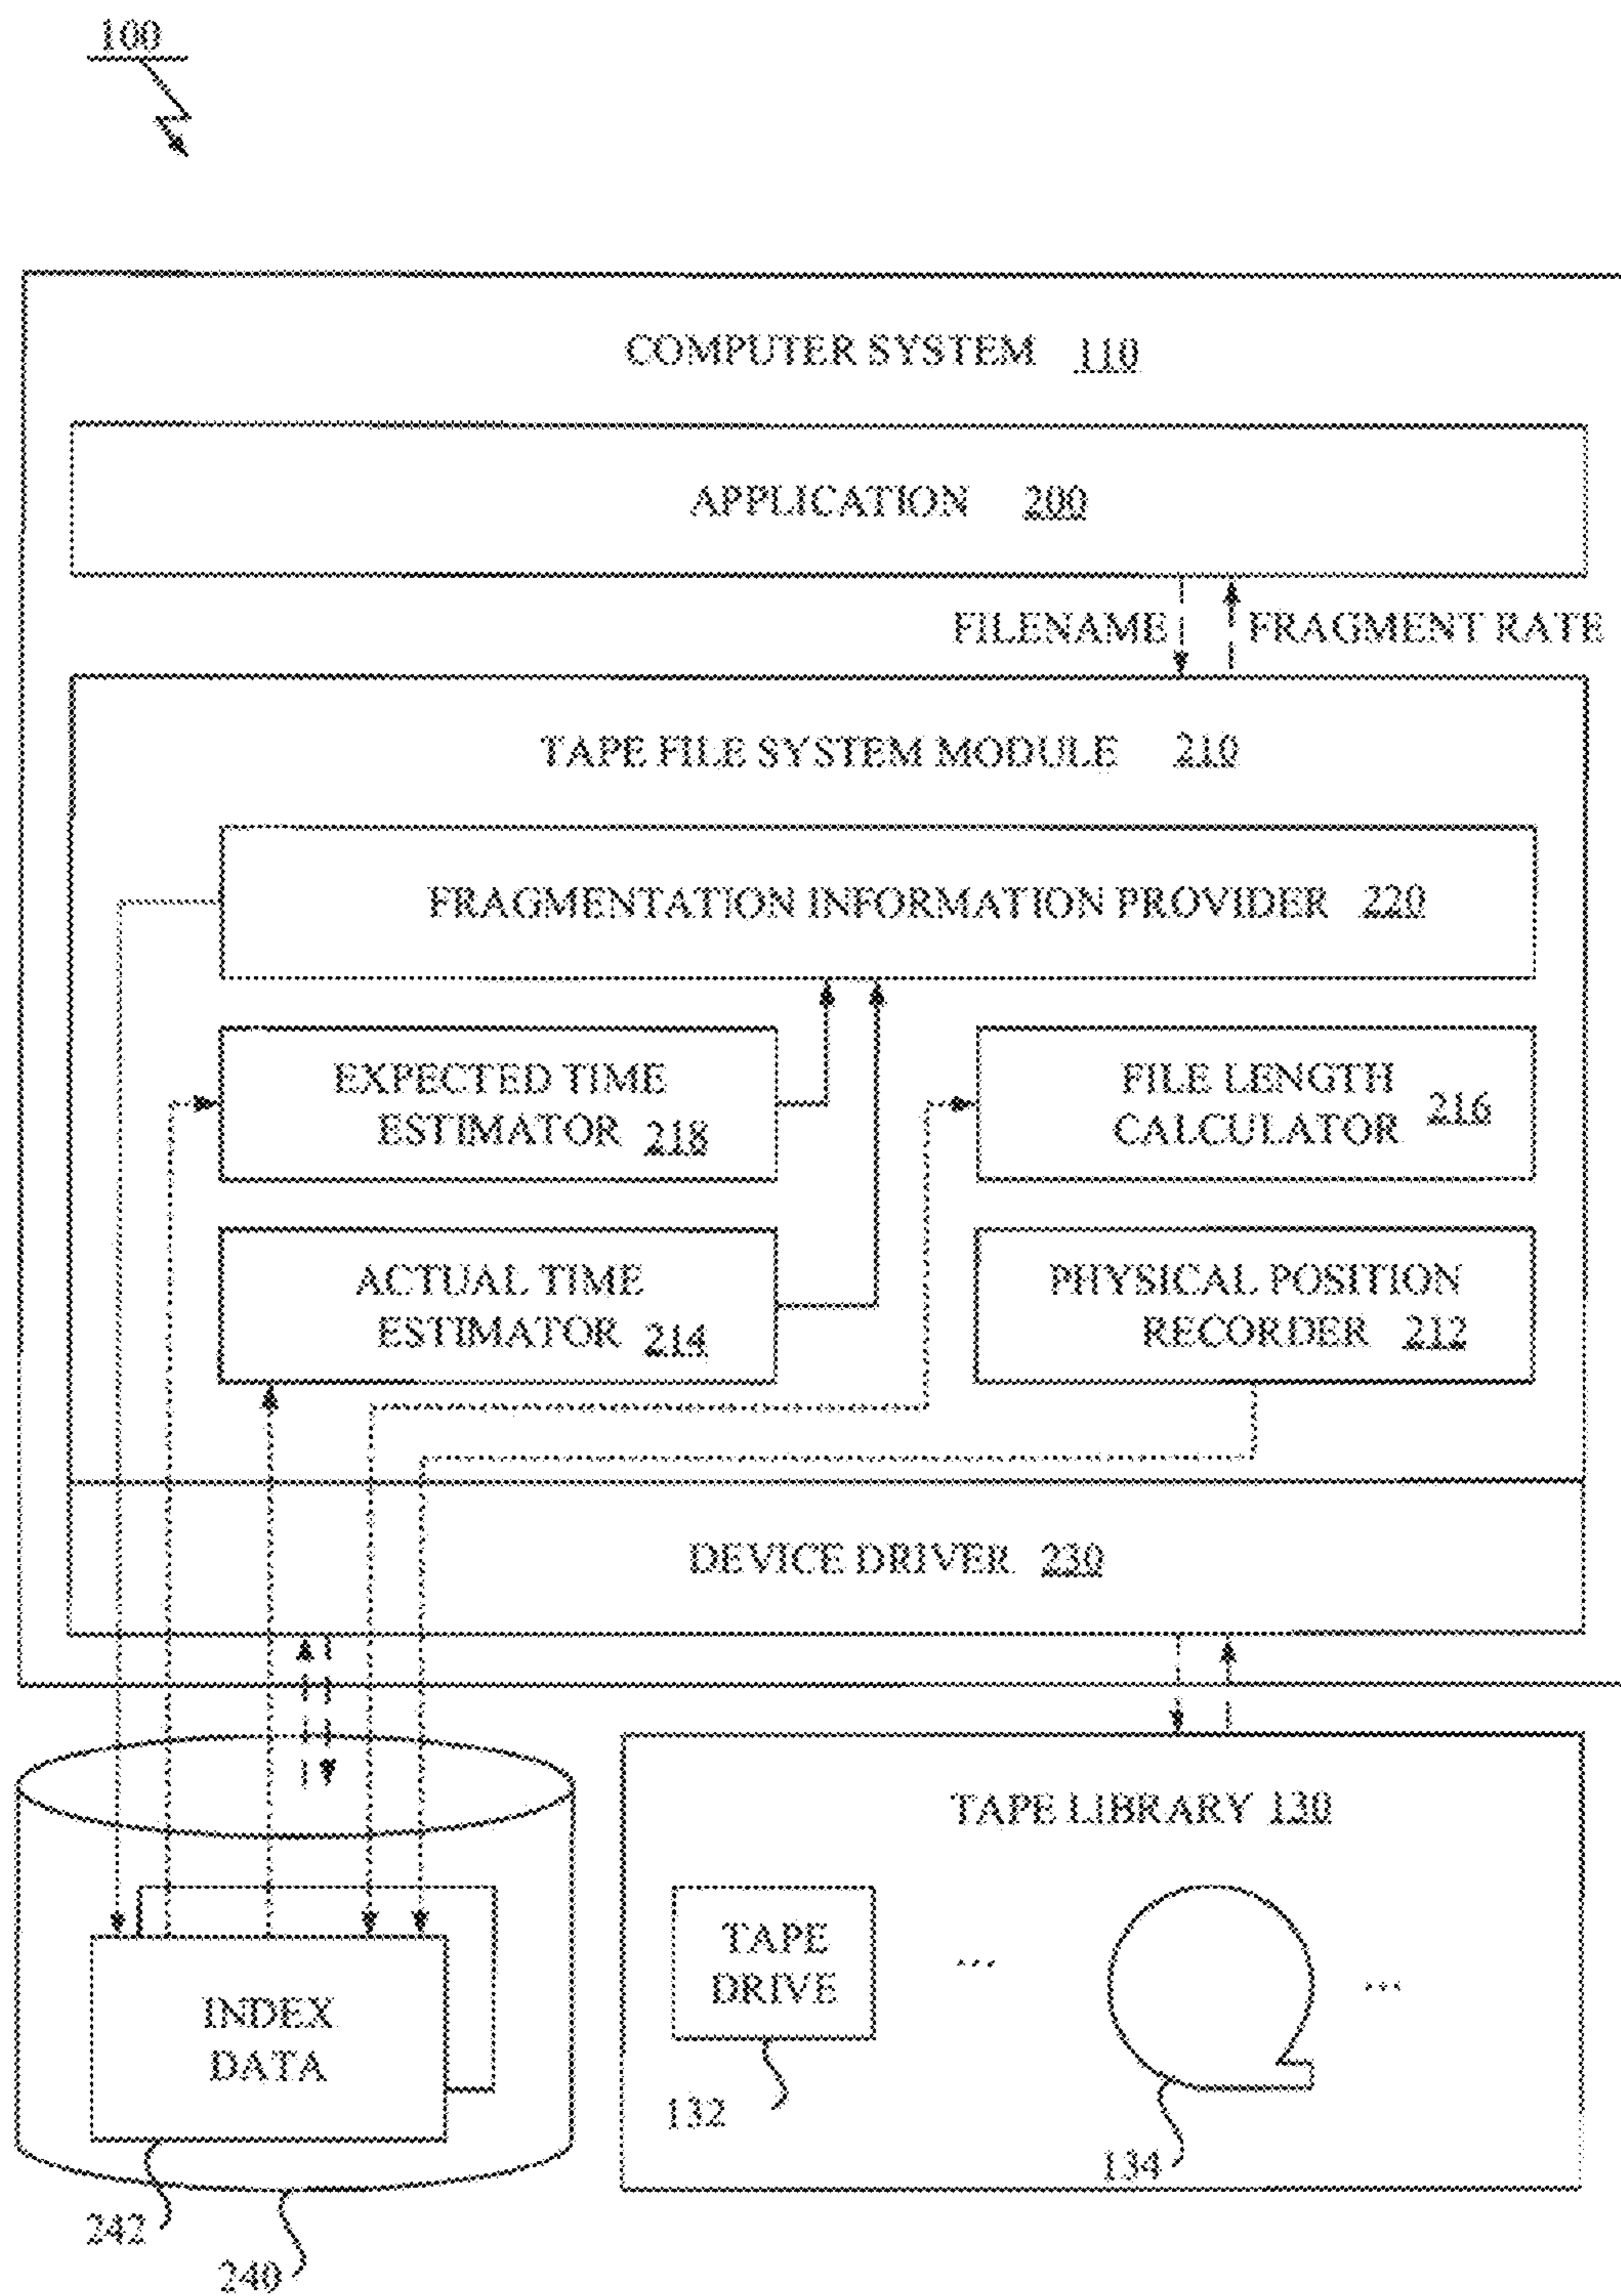 100
COMPUTER SYSTEM 110
APPLICATION 200
FILENAME FRAGMENT RATE
TAPE FILE SYSTEM MODULE 210
FRAGMENTATION INFORMATION PROVIDER 220
EXPECTED TIME
ESTIMATOR 218
FILE LENGTH
CALCULATOR 216
ACTUAL TIME
ESTIMATOR 214
PHYSICAL POSITION
RECORDER 212
DEVICE DRIVER 230
TAPE LIBRARY 130
TAPE
DRIVE
... ...
INDEX
DATA
132
134
242
240